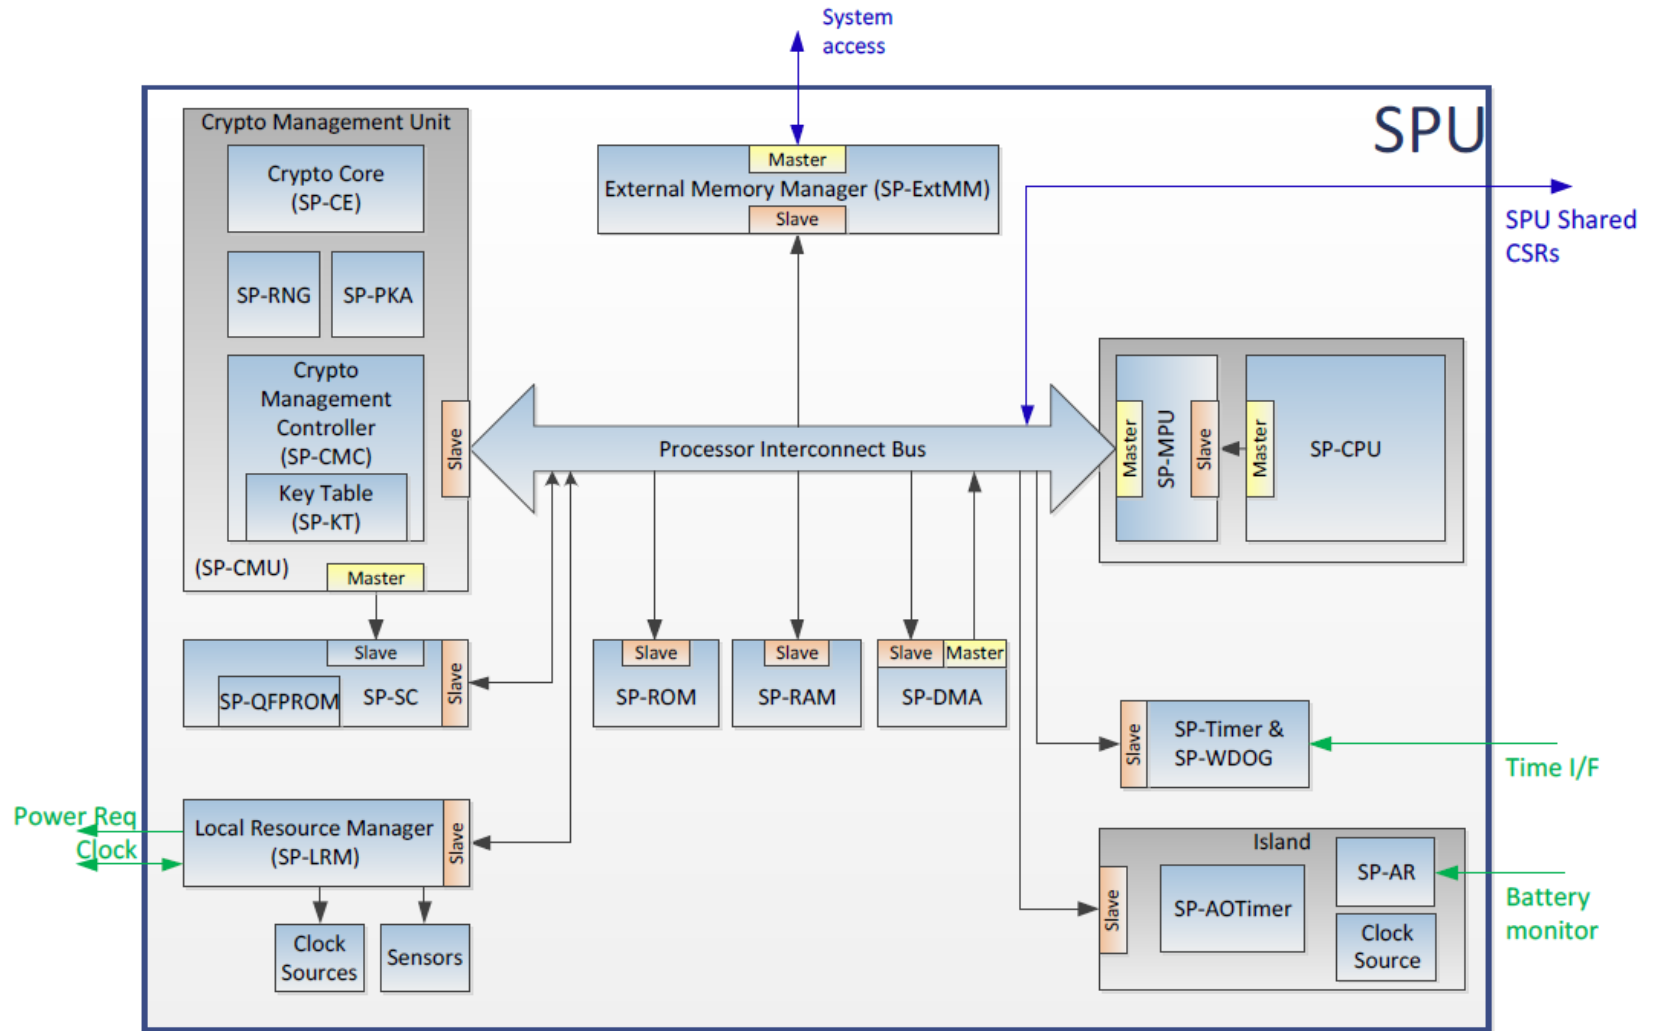 System
access
SPU
Crypto Management Unit
Crypto Core
(SP-CE)
SP-RNG
SP-PKA
Crypto
Management
Controller
(SP-CMC)
Key Table
(SP-KT)
(SP-CMU)
Master
Slave
Master
External Memory Manager (SP-ExtMM)
Slave
SPU Shared
CSRs
Processor Interconnect Bus
Master
SP-MPU
Slave
Master
SP-CPU
Slave
SP-QFPROM
SP-SC
Slave
Slave
SP-ROM
Slave
SP-RAM
Slave
Master
SP-DMA
Slave
SP-Timer &
SP-WDOG
Time I/F
Power Req
Clock
Local Resource Manager
(SP-LRM)
Slave
Clock
Sources
Sensors
Island
Slave
SP-AOTimer
SP-AR
Clock
Source
Battery
monitor